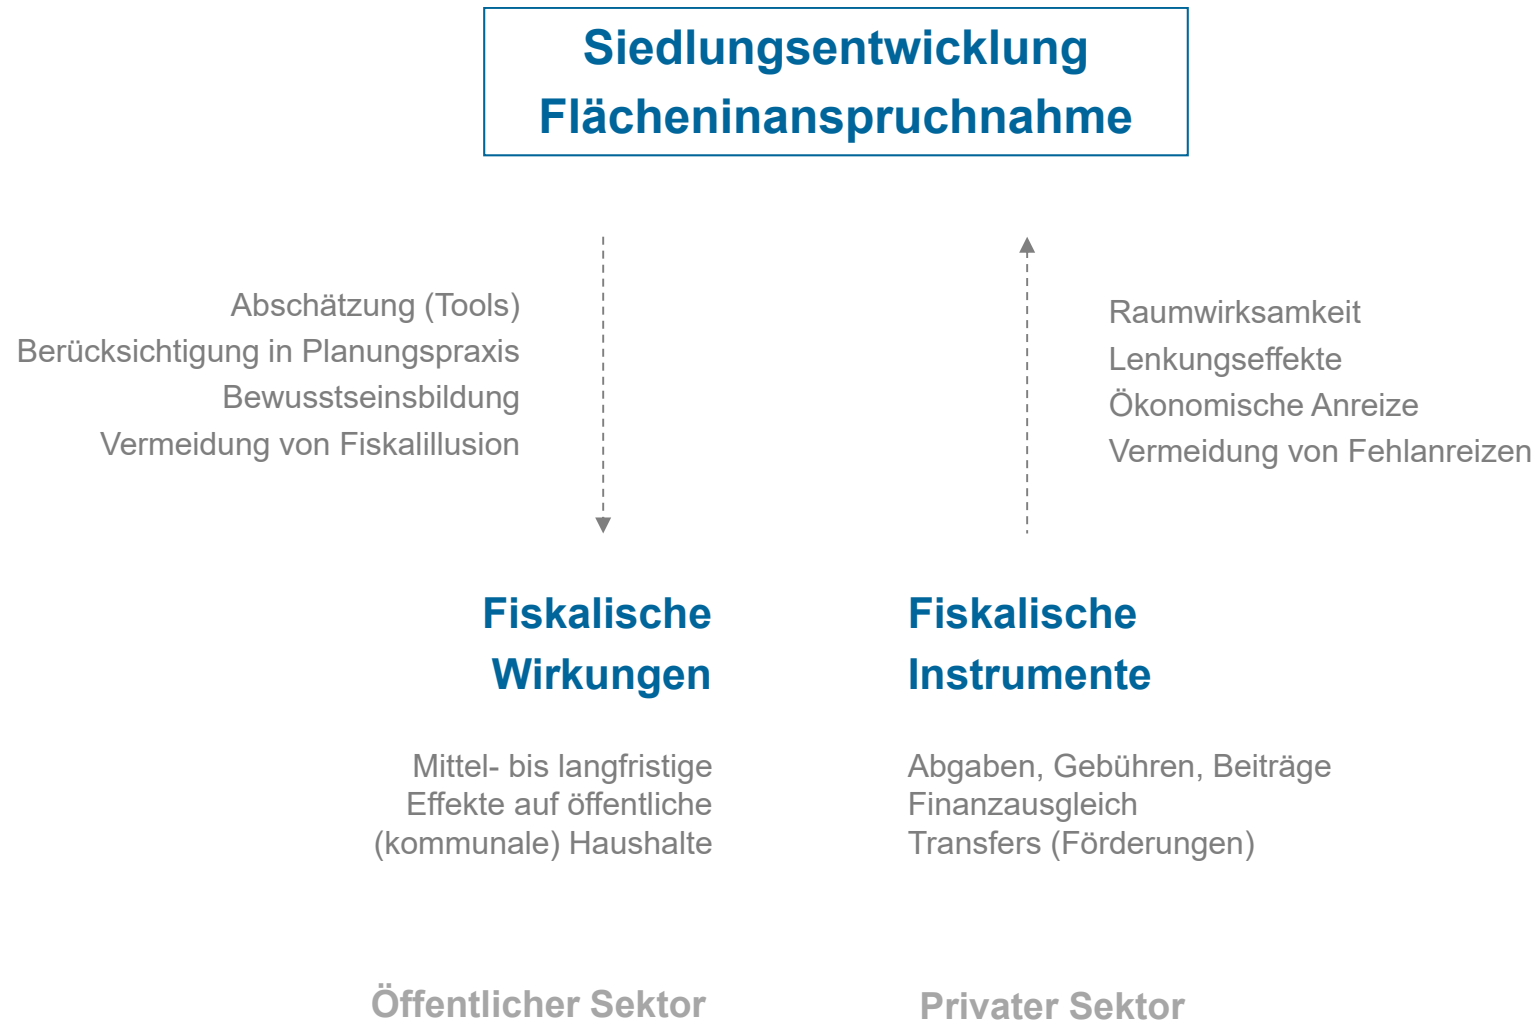 Siedlungsentwicklung
Flächeninanspruchnahme
Abschätzung (Tools)
Berücksichtigung in Planungspraxis
Bewusstseinsbildung
Vermeidung von Fiskalillusion
Raumwirksamkeit
Lenkungseffekte
Ökonomische Anreize
Vermeidung von Fehlanreizen
Fiskalische
Wirkungen
Mittel- bis langfristige
Effekte auf öffentliche
(kommunale) Haushalte
Fiskalische
Instrumente
Abgaben, Gebühren, Beiträge
Finanzausgleich
Transfers (Förderungen)
Öffentlicher Sektor
Privater Sektor